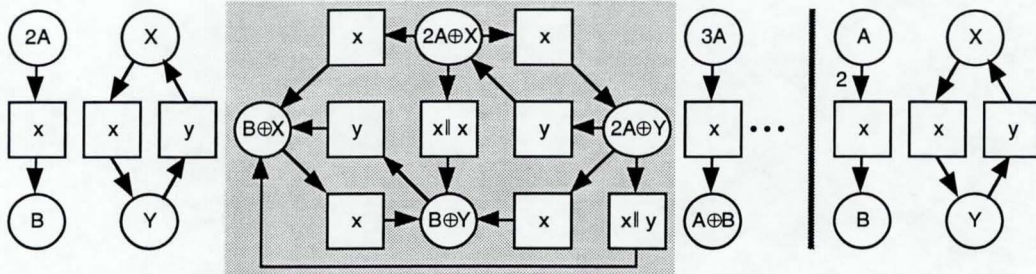 2A X x 2A⊕X x 3A A X
2
x x y B⊕X y x‖x y 2A⊕Y x ••• x x y
B Y x B⊕Y x x‖y A⊕B B Y